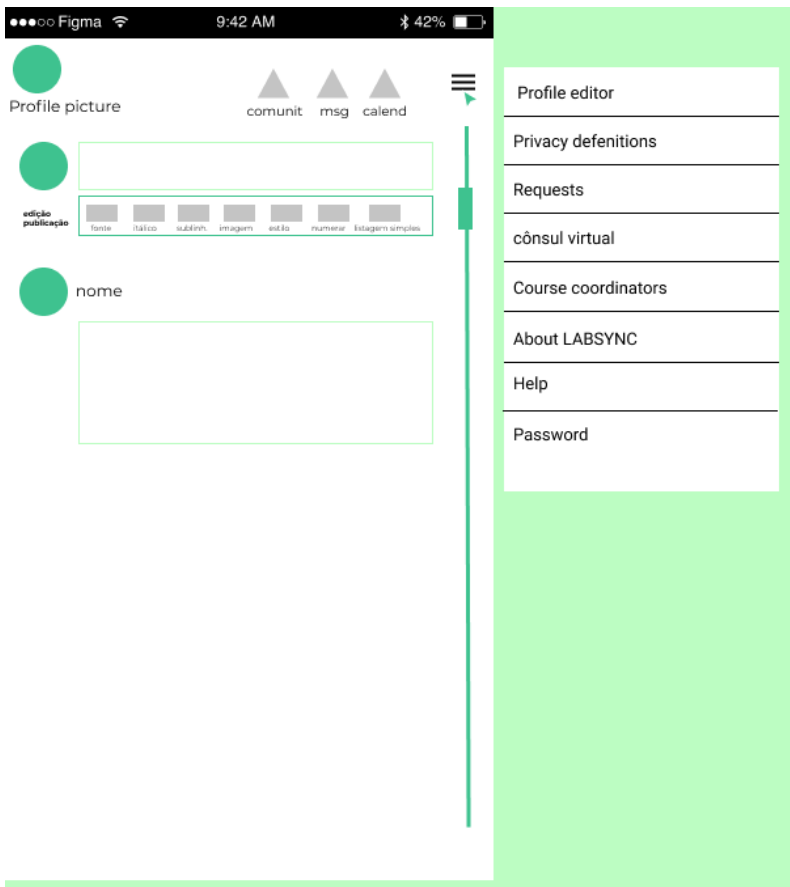 Figma 9:42 AM 42%
Profile picture
comunit msg calend
edição
publicação
fonte itálico sublinh. imagem estilo numerar listagem simples
nome
Profile editor
Privacy defenitions
Requests
cônsul virtual
Course coordinators
About LABSYNC
Help
Password